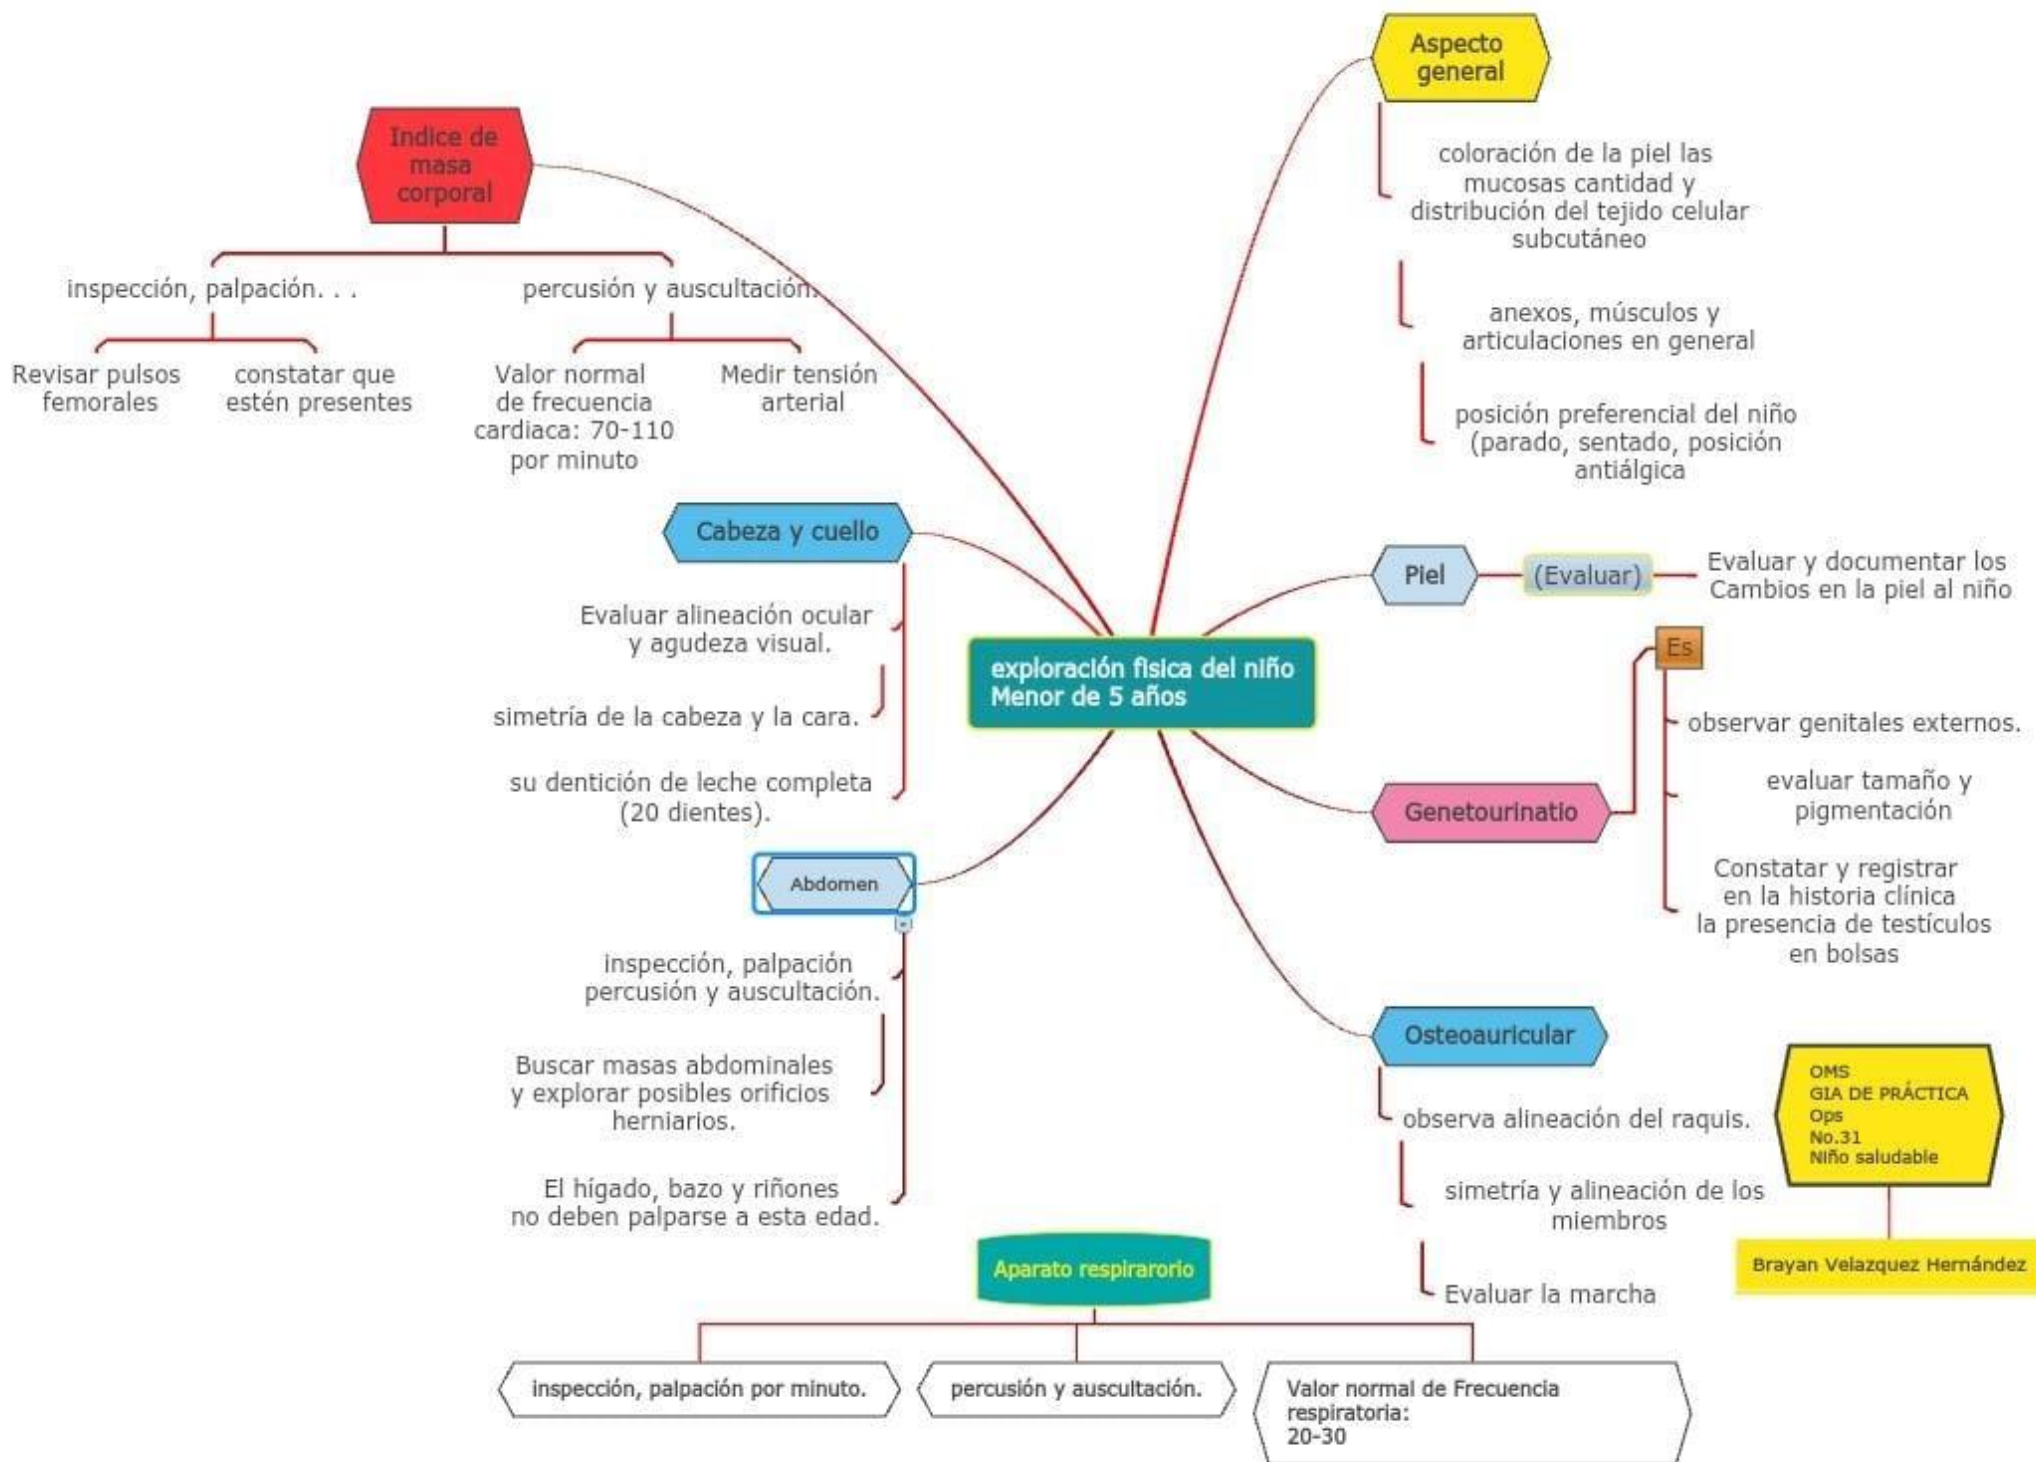 Aspecto
general
coloración de la piel las
mucosas cantidad y
distribución del tejido celular
subcutáneo
anexos, músculos y
articulaciones en general
posición preferencial del niño
(parado, sentado, posición
antiálgica
Indice de
masa
corporal
inspección, palpación. . .
percusión y auscultación.
Revisar pulsos
femorales
constatar que
estén presentes
Valor normal
de frecuencia
cardiaca: 70-110
por minuto
Medir tensión
arterial
Cabeza y cuello
Evaluar alineación ocular
y agudeza visual.
simetría de la cabeza y la cara.
su dentición de leche completa
(20 dientes).
Piel
(Evaluar)
Evaluar y documentar los
Cambios en la piel al niño
exploración fisica del niño
Menor de 5 años
Es
observar genitales externos.
evaluar tamaño y
pigmentación
Constatar y registrar
en la historia clínica
la presencia de testículos
en bolsas
Genetourinatio
Abdomen
inspección, palpación
percusión y auscultación.
Buscar masas abdominales
y explorar posibles orificios
herniarios.
El hígado, bazo y riñones
no deben palparse a esta edad.
Osteoauricular
observa alineación del raquis.
simetría y alineación de los
miembros
Evaluar la marcha
OMS
GIA DE PRÁCTICA
Ops
No.31
Niño saludable
Brayan Velazquez Hernández
Aparato respirarorio
inspección, palpación por minuto.
percusión y auscultación.
Valor normal de Frecuencia
respiratoria:
20-30